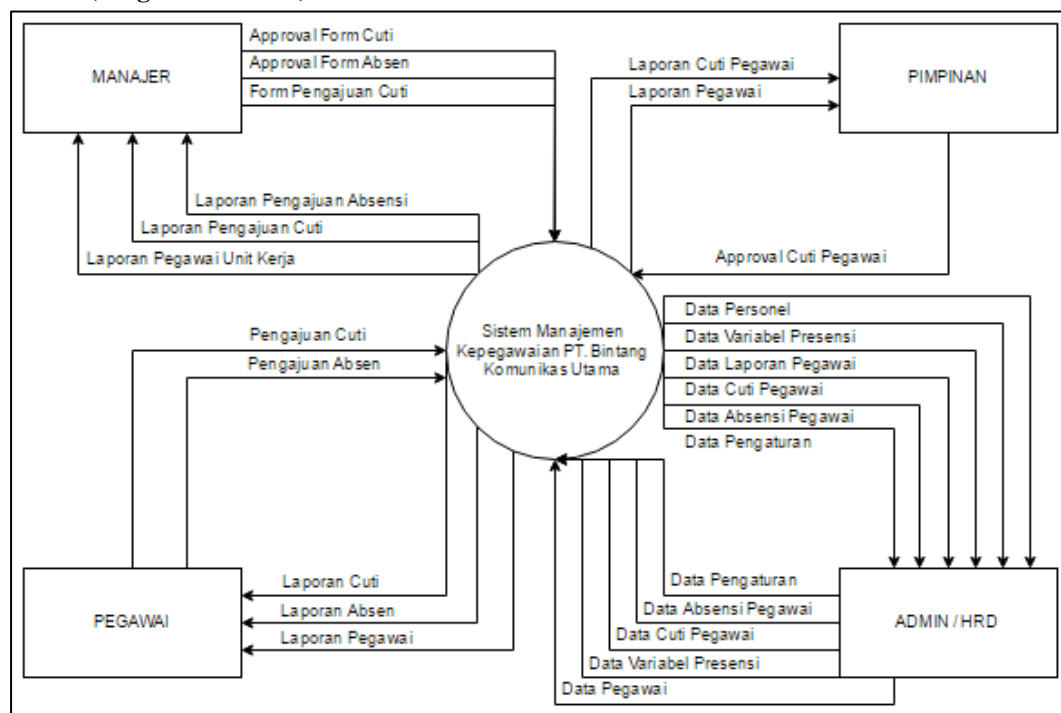 MANAJER
Approval Form Cuti
Approval Form Absen
Form Pengajuan Cuti
Laporan Cuti Pegawai
Laporan Pegawai
PIMPINAN
Laporan Pengajuan Absensi
Laporan Pengajuan Cuti
Laporan Pegawai Unit Kerja
Approval Cuti Pegawai
Pengajuan Cuti
Pengajuan Absen
Sistem Manajemen
Kepegawaian PT. Bintang
Komunikas Utama
Data Personel
Data Variabel Presensi
Data Laporan Pegawai
Data Cuti Pegawai
Data Absensi Pegawai
Data Pengaturan
PEGAWAI
Laporan Cuti
Laporan Absen
Laporan Pegawai
Data Pengaturan
Data Absensi Pegawai
Data Cuti Pegawai
Data Variabel Presensi
Data Pegawai
ADMIN / HRD